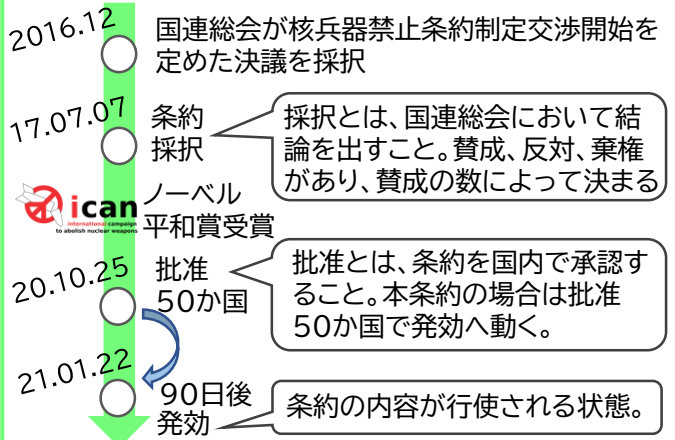 2016.12
国連総会が核兵器禁止条約制定交渉開始を
定めた決議を採択
17.07.07
条約
採択
採択とは、国連総会において結
論を出すこと。賛成、反対、棄権
があり、賛成の数によって決まる
ican
international campaign
to abolish nuclear weapons
ノーベル
平和賞受賞
20.10.25
批准
50か国
批准とは、条約を国内で承認す
ること。本条約の場合は批准
50か国で発効へ動く。
21.01.22
90日後
発効
条約の内容が行使される状態。